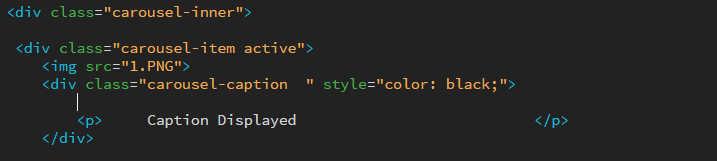 <div class="carousel-inner">
<div class="carousel-item active">
<img src="1.PNG">
<div class="carousel-caption  " style="color: black;">
<p>     Caption Displayed                           </p>
</div>